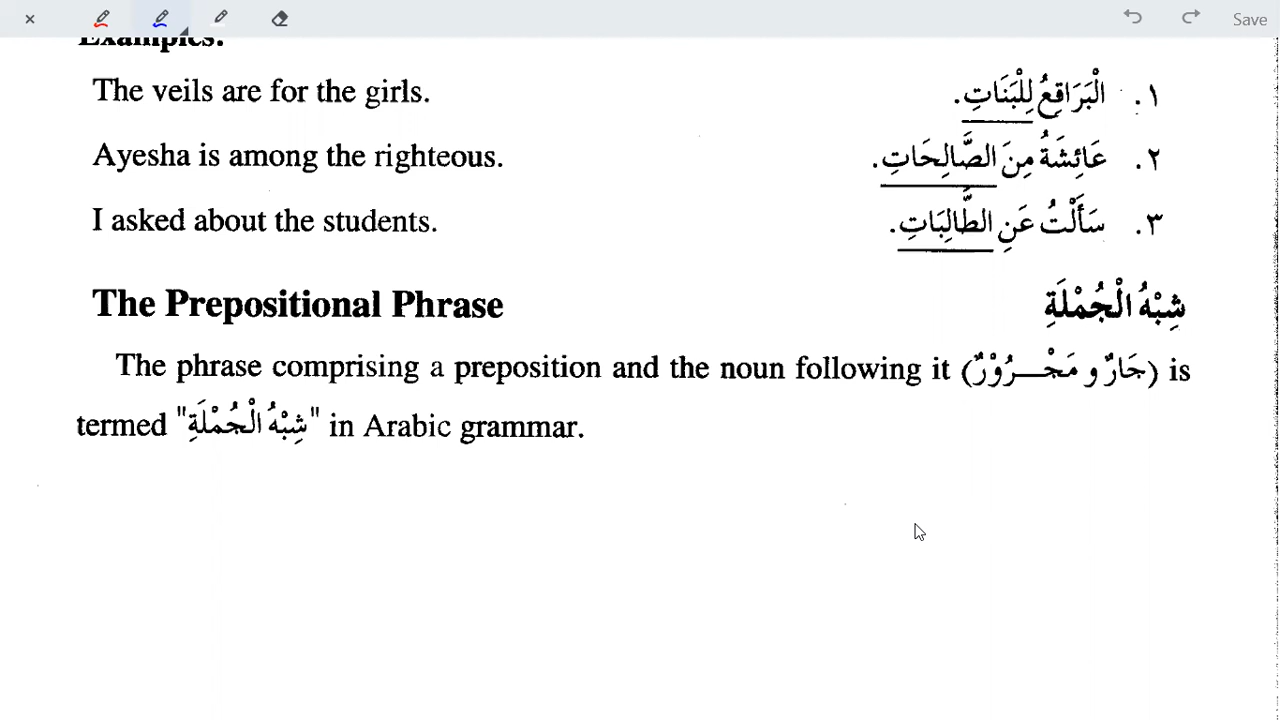 Save
Examples:
The veils are for the girls. ١. الْبَرَاقِعُ لِلْبَنَاتِ.
Ayesha is among the righteous. ٢. عَائِشَةُ مِنَ الصَّالِحَاتِ.
I asked about the students. ٣. سَأَلْتُ عَنِ الطَّالِبَاتِ.
The Prepositional Phrase شِبْهُ الْجُمْلَةِ
The phrase comprising a preposition and the noun following it (جَارٌ و مَجْـــرُوْرٌ) is
termed "شِبْهُ الْجُمْلَةِ" in Arabic grammar.